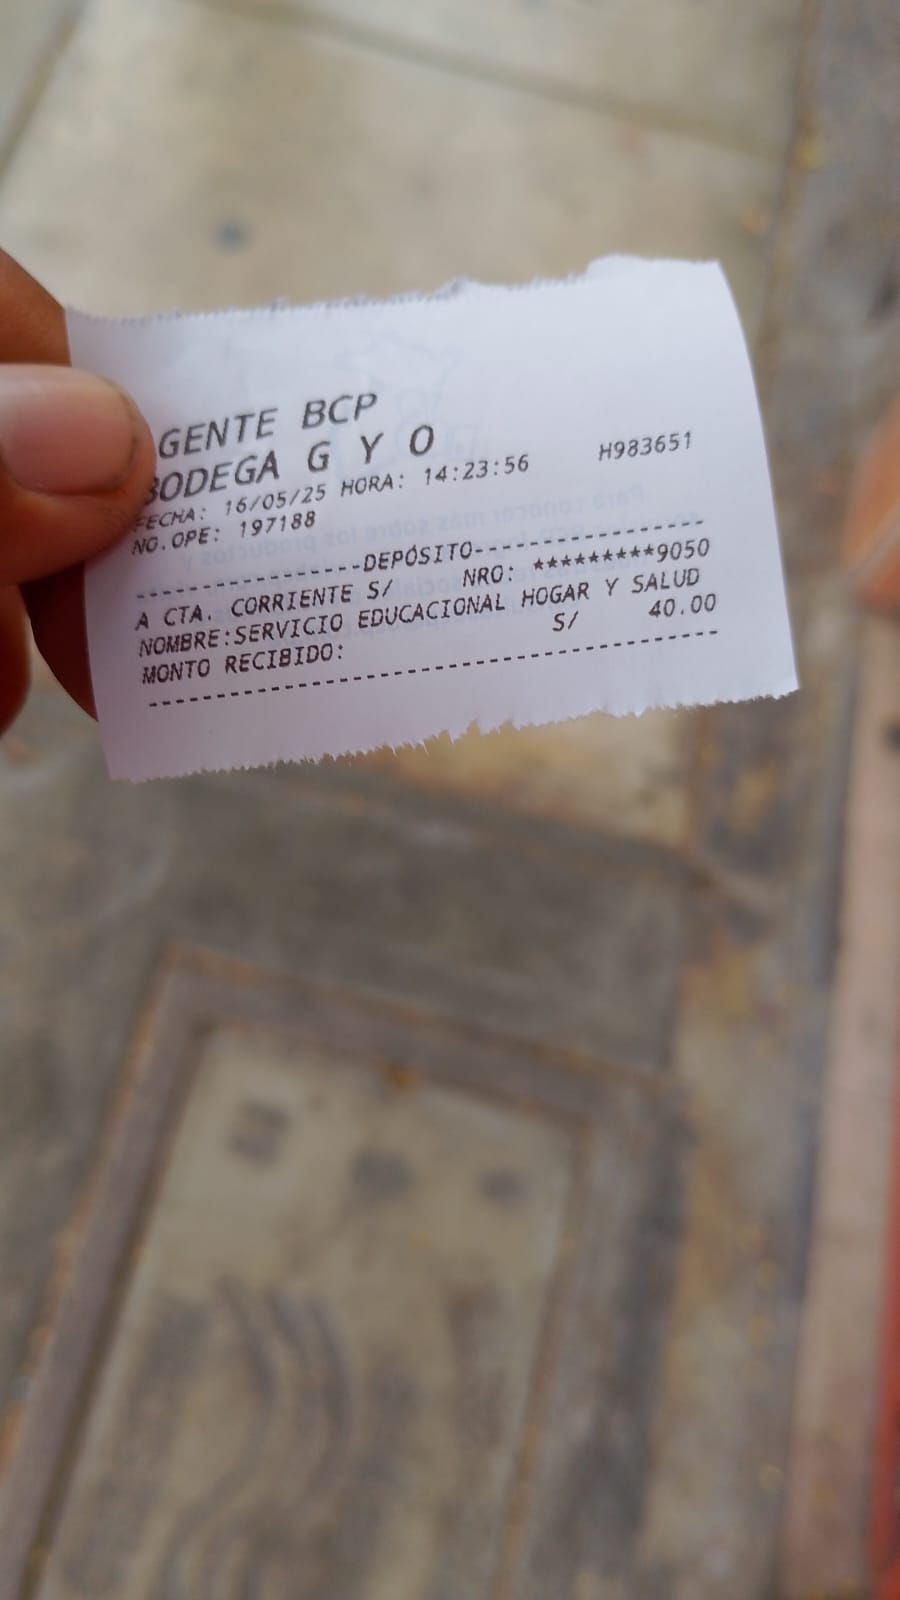 GENTE BCP
BODEGA G Y O
FECHA: 16/05/25 HORA: 14:23:56 H983651
NO.OPE: 197188
------------------DEPÓSITO------------------
A CTA. CORRIENTE S/ NRO: *********9050
NOMBRE:SERVICIO EDUCACIONAL HOGAR Y SALUD
MONTO RECIBIDO: S/ 40.00
--------------------------------------------